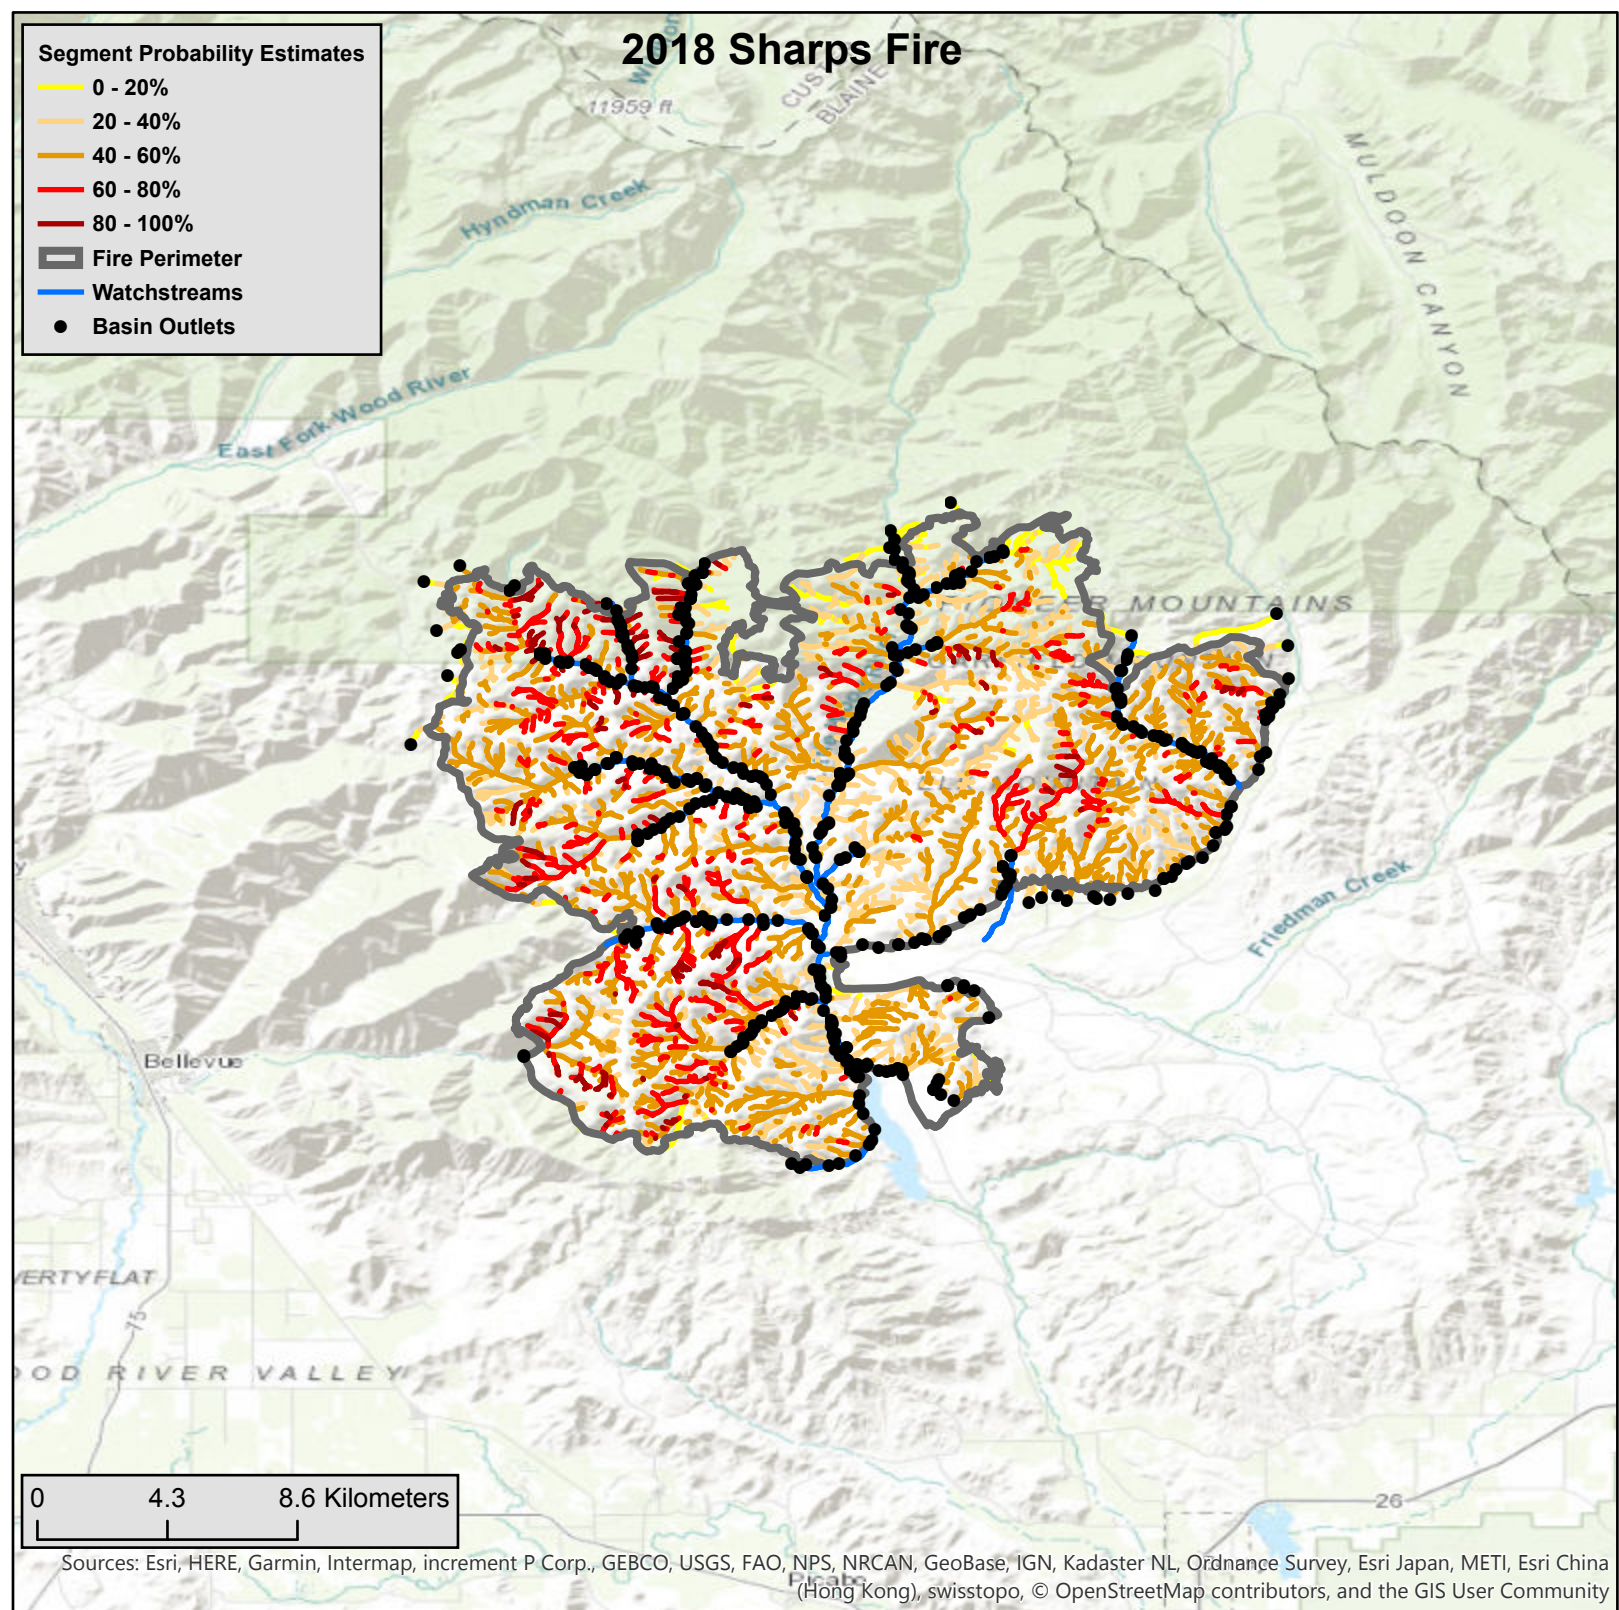 2018 Sharps Fire
Segment Probability Estimates
0 - 20%
20 - 40%
40 - 60%
60 - 80%
80 - 100%
Fire Perimeter
Watchstreams
Basin Outlets
11959 ft
BLAINE
Hyndman Creek
MULDOON CANYON
East Fork Wood River
MOUNTAINS
Friedman Creek
Bellevue
VERTY FLAT
75
OOD RIVER VALLEY
26
0 4.3 8.6 Kilometers
Sources: Esri, HERE, Garmin, Intermap, increment P Corp., GEBCO, USGS, FAO, NPS, NRCAN, GeoBase, IGN, Kadaster NL, Ordnance Survey, Esri Japan, METI, Esri China
(Hong Kong), swisstopo, © OpenStreetMap contributors, and the GIS User Community